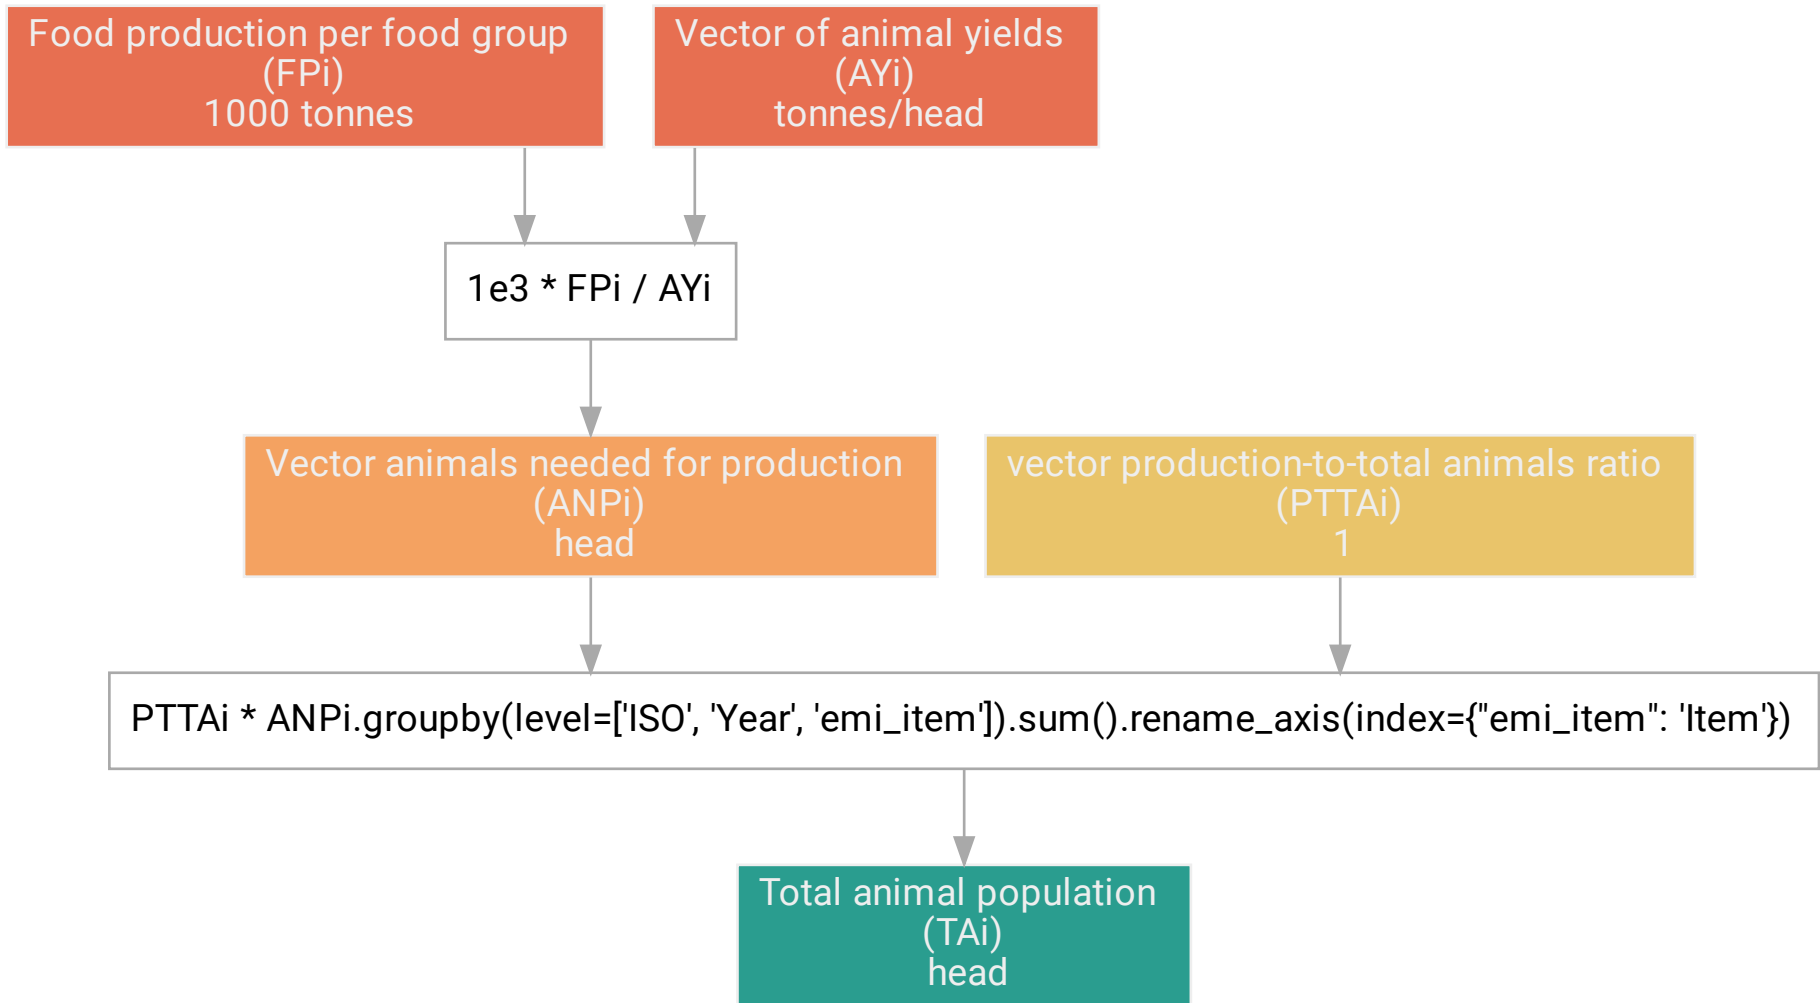 Food production per food group
(FPi)
1000 tonnes
Vector of animal yields
(AYi)
tonnes/head
1e3 * FPi / AYi
Vector animals needed for production
(ANPi)
head
vector production-to-total animals ratio
(PTTAi)
1
PTTAi * ANPi.groupby(level=['ISO', 'Year', 'emi_item']).sum().rename_axis(index={"emi_item": 'Item'})
Total animal population
(TAi)
head